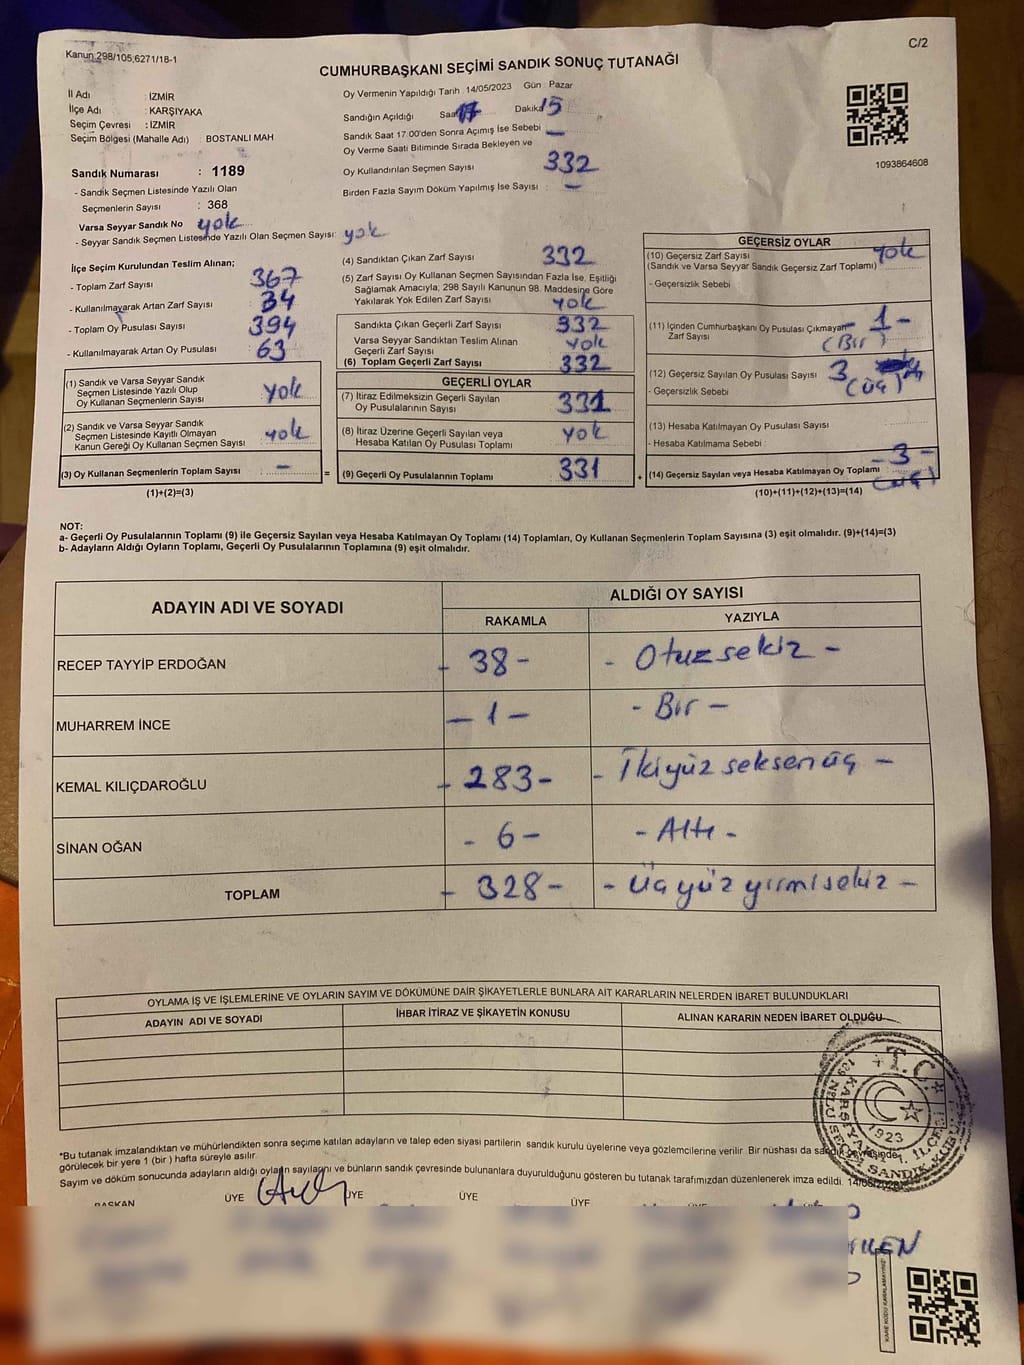 Kanun 298/105,6271/18-1
C/2
CUMHURBAŞKANI SEÇİMİ SANDIK SONUÇ TUTANAĞI
İl Adı : İZMİR
İlçe Adı : KARŞIYAKA
Seçim Çevresi : İZMİR
Seçim Bölgesi (Mahalle Adı) BOSTANLI MAH
Sandık Numarası : 1189
- Sandık Seçmen Listesinde Yazılı Olan
Seçmenlerin Sayısı : 368
Varsa Seyyar Sandık No yok
- Seyyar Sandık Seçmen Listesinde Yazılı Olan Seçmen Sayısı: yok
Oy Vermenin Yapıldığı Tarih : 14/05/2023 Gün : Pazar
Sandığın Açıldığı Saat 17 Dakika 15
Sandık Saat 17:00'den Sonra Açımış İse Sebebi –
Oy Verme Saati Bitiminde Sırada Bekleyen ve
Oy Kullandırılan Seçmen Sayısı 332
Birden Fazla Sayım Döküm Yapılmış İse Sayısı : –
1093864608
İlçe Seçim Kurulundan Teslim Alınan;
- Toplam Zarf Sayısı 367
- Kullanılmayarak Artan Zarf Sayısı 34
- Toplam Oy Pusulası Sayısı 394
- Kullanılmayarak Artan Oy Pusulası 63
(1) Sandık ve Varsa Seyyar Sandık
Seçmen Listesinde Yazılı Olup
Oy Kullanan Seçmenlerin Sayısı yok
(2) Sandık ve Varsa Seyyar Sandık
Seçmen Listesinde Kayıtlı Olmayan
Kanun Gereği Oy Kullanan Seçmen Sayısı yok
(3) Oy Kullanan Seçmenlerin Toplam Sayısı – =
(1)+(2)=(3)
(4) Sandıktan Çıkan Zarf Sayısı 332
(5) Zarf Sayısı Oy Kullanan Seçmen Sayısından Fazla İse, Eşitliği
Sağlamak Amacıyla, 298 Sayılı Kanunun 98. Maddesine Göre
Yakılarak Yok Edilen Zarf Sayısı yok
Sandıkta Çıkan Geçerli Zarf Sayısı 332
Varsa Seyyar Sandıktan Teslim Alınan
Geçerli Zarf Sayısı yok
(6) Toplam Geçerli Zarf Sayısı 332
GEÇERLİ OYLAR
(7) İtiraz Edilmeksizin Geçerli Sayılan
Oy Pusulalarının Sayısı 331
(8) İtiraz Üzerine Geçerli Sayılan veya
Hesaba Katılan Oy Pusulası Toplamı yok
(9) Geçerli Oy Pusulalarının Toplamı 331 +
GEÇERSİZ OYLAR
(10) Geçersiz Zarf Sayısı yok
(Sandık ve Varsa Seyyar Sandık Geçersiz Zarf Toplamı)
- Geçersizlik Sebebi
(11) İçinden Cumhurbaşkanı Oy Pusulası Çıkmayan - 1 -
Zarf Sayısı (Bir)
(12) Geçersiz Sayılan Oy Pusulası Sayısı 3
- Geçersizlik Sebebi (üç)
(13) Hesaba Katılmayan Oy Pusulası Sayısı
- Hesaba Katılmama Sebebi :
(14) Geçersiz Sayılan veya Hesaba Katılmayan Oy Toplamı - 3 -
(üç)
(10)+(11)+(12)+(13)=(14)
NOT:
a- Geçerli Oy Pusulalarının Toplamı (9) ile Geçersiz Sayılan veya Hesaba Katılmayan Oy Toplamı (14) Toplamları, Oy Kullanan Seçmenlerin Toplam Sayısına (3) eşit olmalıdır. (9)+(14)=(3)
b- Adayların Aldığı Oyların Toplamı, Geçerli Oy Pusulalarının Toplamına (9) eşit olmalıdır.
ADAYIN ADI VE SOYADI ALDIĞI OY SAYISI
RAKAMLA YAZIYLA
RECEP TAYYİP ERDOĞAN - 38 - - Otuzsekiz -
MUHARREM İNCE - 1 - - Bir -
KEMAL KILIÇDAROĞLU - 283 - - İkiyüz seksenüç -
SİNAN OĞAN - 6 - - Altı -
TOPLAM - 328 - - Üçyüz yirmisekiz -
OYLAMA İŞ VE İŞLEMLERİNE VE OYLARIN SAYIM VE DÖKÜMÜNE DAİR ŞİKAYETLERLE BUNLARA AİT KARARLARIN NELERDEN İBARET BULUNDUKLARI
ADAYIN ADI VE SOYADI İHBAR İTİRAZ VE ŞİKAYETİN KONUSU ALINAN KARARIN NEDEN İBARET OLDUĞU
T.C.
1923
*Bu tutanak imzalandıktan ve mühürlendikten sonra seçime katılan adayların ve talep eden siyasi partilerin sandık kurulu üyelerine veya gözlemcilerine verilir. Bir nüshası da sandık çevresinde
görülecek bir yere 1 (bir ) hafta süreyle asılır.
Sayım ve döküm sonucunda adayların aldığı oyların sayılarını ve bunların sandık çevresinde bulunanlara duyurulduğunu gösteren bu tutanak tarafımızdan düzenlenerek imza edildi.
BAŞKAN ÜYE ÜYE ÜYE ÜYE
KARE KODU KARALAMAYINIZ